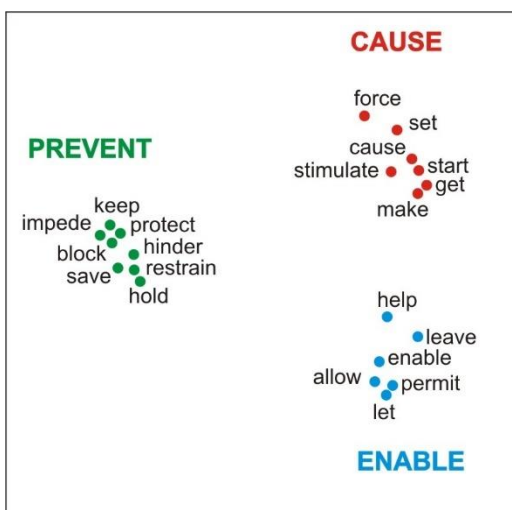 CAUSE
force
set
cause
stimulate
start
get
make
PREVENT
keep
impede
protect
block
hinder
save
restrain
hold
help
leave
enable
allow
permit
let
ENABLE